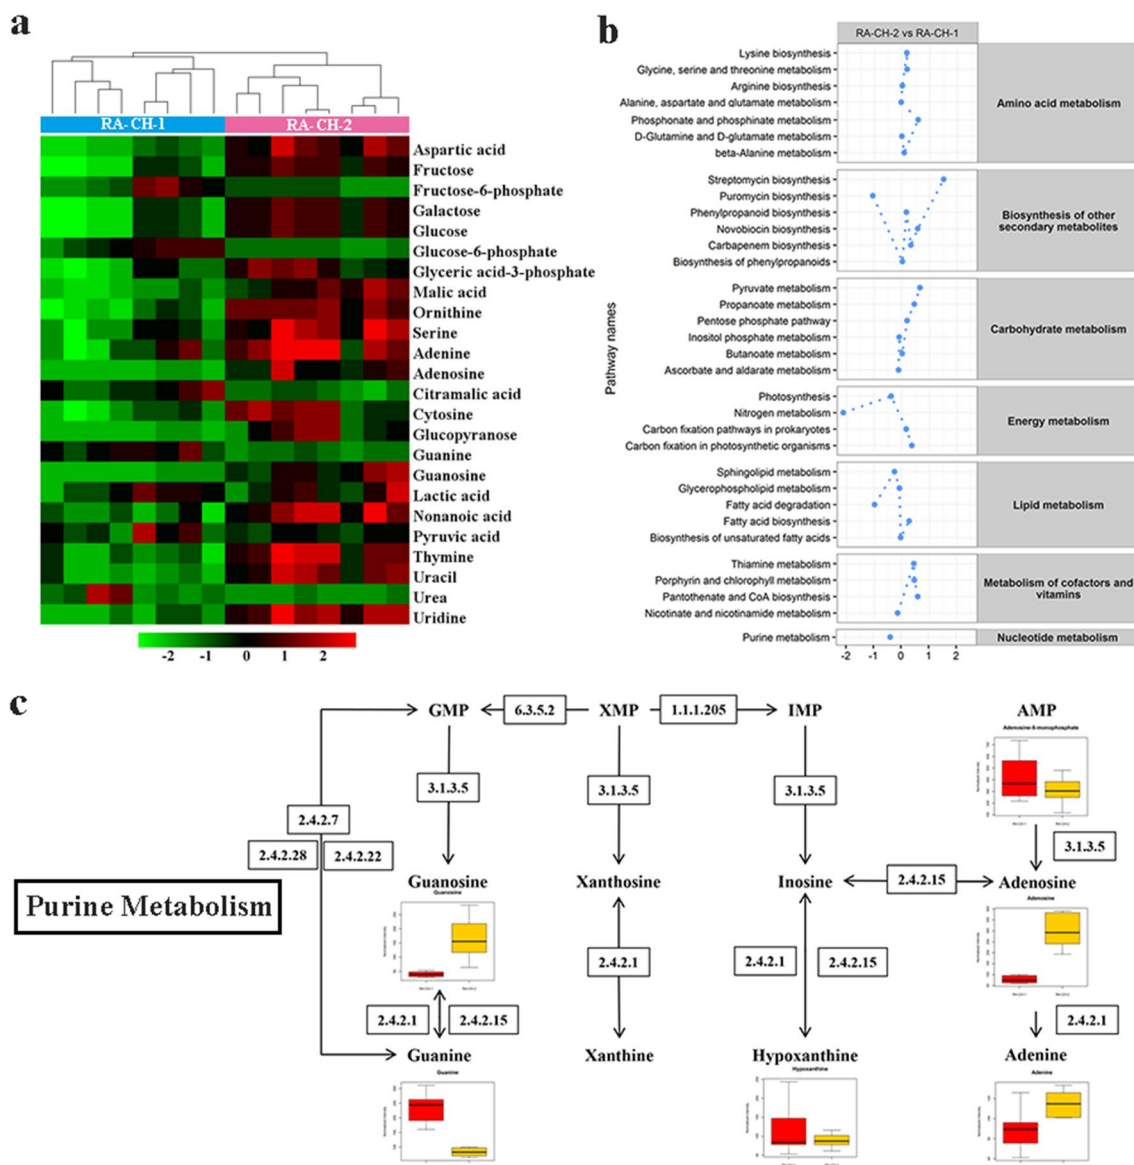 a
RA- CH-1
RA- CH-2
Aspartic acid
Fructose
Fructose-6-phosphate
Galactose
Glucose
Glucose-6-phosphate
Glyceric acid-3-phosphate
Malic acid
Ornithine
Serine
Adenine
Adenosine
Citramalic acid
Cytosine
Glucopyranose
Guanine
Guanosine
Lactic acid
Nonanoic acid
Pyruvic acid
Thymine
Uracil
Urea
Uridine
-2 -1 0 1 2
b
RA-CH-2 vs RA-CH-1
Pathway names
Lysine biosynthesis
Glycine, serine and threonine metabolism
Arginine biosynthesis
Alanine, aspartate and glutamate metabolism
Phosphonate and phosphinate metabolism
D-Glutamine and D-glutamate metabolism
beta-Alanine metabolism
Amino acid metabolism
Streptomycin biosynthesis
Puromycin biosynthesis
Phenylpropanoid biosynthesis
Novobiocin biosynthesis
Carbapenem biosynthesis
Biosynthesis of phenylpropanoids
Biosynthesis of other
secondary metabolites
Pyruvate metabolism
Propanoate metabolism
Pentose phosphate pathway
Inositol phosphate metabolism
Butanoate metabolism
Ascorbate and aldarate metabolism
Carbohydrate metabolism
Photosynthesis
Nitrogen metabolism
Carbon fixation pathways in prokaryotes
Carbon fixation in photosynthetic organisms
Energy metabolism
Sphingolipid metabolism
Glycerophospholipid metabolism
Fatty acid degradation
Fatty acid biosynthesis
Biosynthesis of unsaturated fatty acids
Lipid metabolism
Thiamine metabolism
Porphyrin and chlorophyll metabolism
Pantothenate and CoA biosynthesis
Nicotinate and nicotinamide metabolism
Metabolism of cofactors and
vitamins
Purine metabolism
Nucleotide metabolism
-2 -1 0 1 2
c
GMP 6.3.5.2 XMP 1.1.1.205 IMP AMP
Adenosine-5-monophosphate
3.1.3.5 3.1.3.5 3.1.3.5
2.4.2.7
2.4.2.28 2.4.2.22
3.1.3.5
Purine Metabolism
Guanosine Xanthosine Inosine 2.4.2.15 Adenosine
Guanosine
Adenosine
2.4.2.1
2.4.2.1 2.4.2.15
2.4.2.1 2.4.2.15
2.4.2.1
Guanine Xanthine Hypoxanthine Adenine
Guanine
Hypoxanthine
Adenine